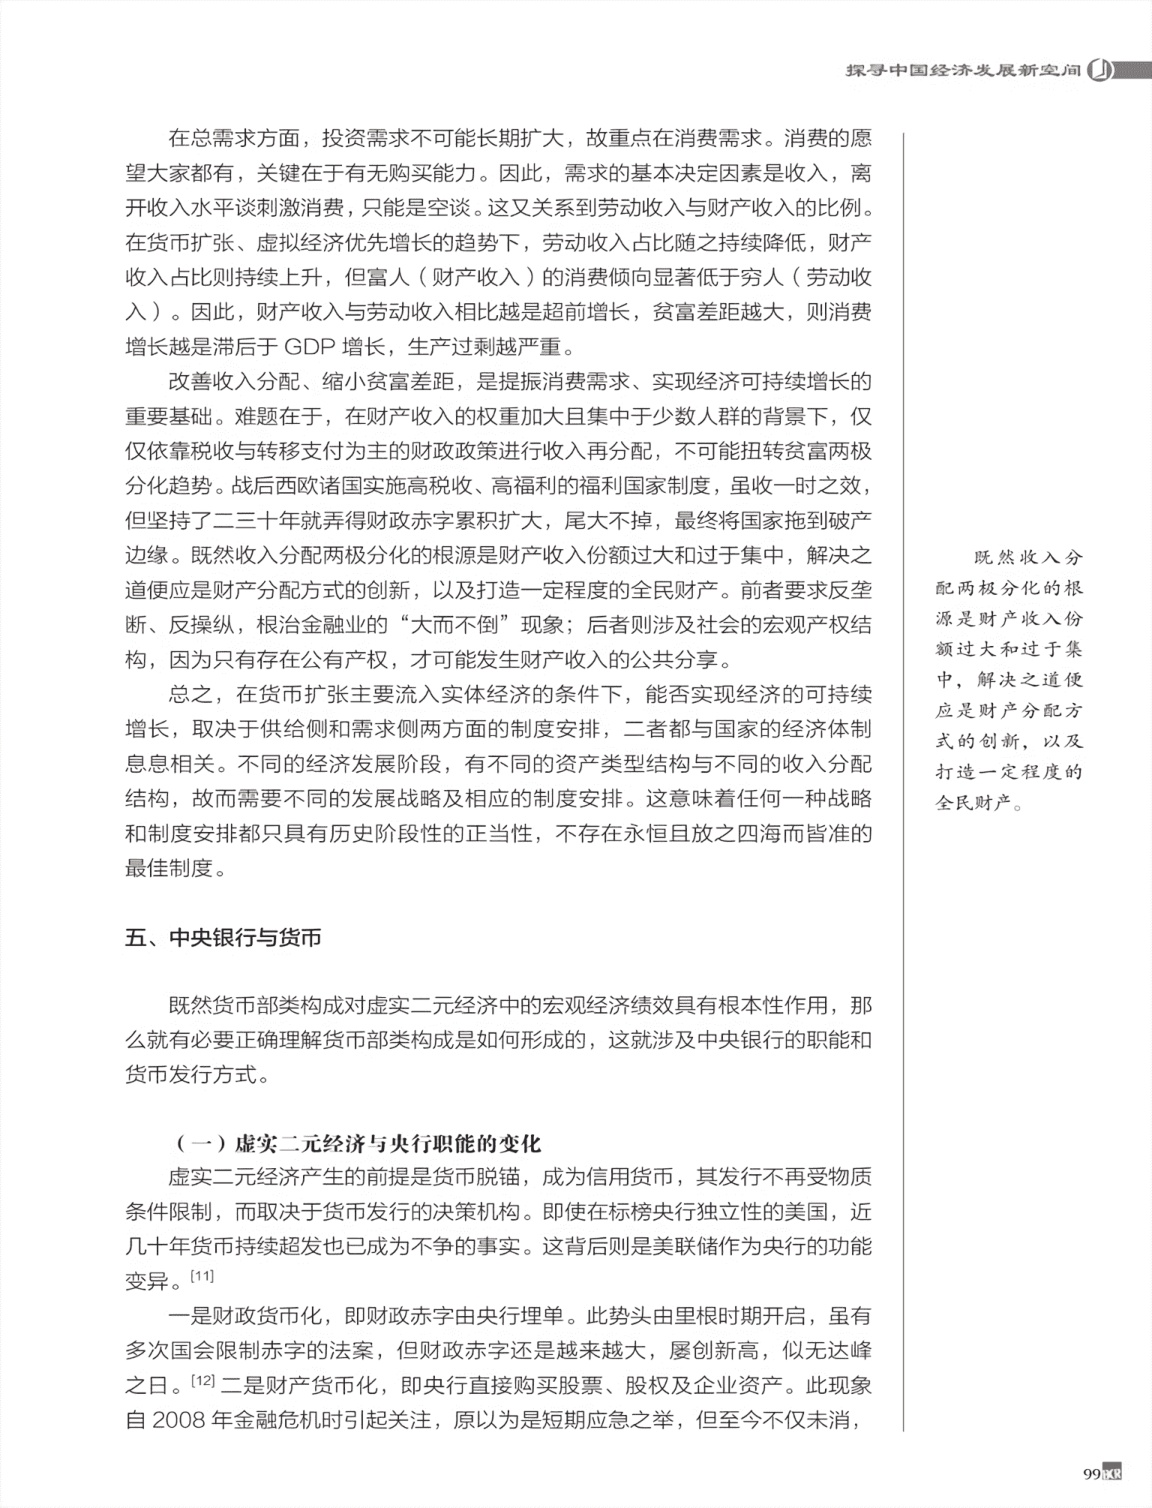 探寻中国经济发展新空间
在总需求方面，投资需求不可能长期扩大，故重点在消费需求。消费的愿
望大家都有，关键在于有无购买能力。因此，需求的基本决定因素是收入，离
开收入水平谈刺激消费，只能是空谈。这又关系到劳动收入与财产收入的比例。
在货币扩张、虚拟经济优先增长的趋势下，劳动收入占比随之持续降低，财产
收入占比则持续上升，但富人（财产收入）的消费倾向显著低于穷人（劳动收
入）。因此，财产收入与劳动收入相比越是超前增长，贫富差距越大，则消费
增长越是滞后于 GDP 增长，生产过剩越严重。
改善收入分配、缩小贫富差距，是提振消费需求、实现经济可持续增长的
重要基础。难题在于，在财产收入的权重加大且集中于少数人群的背景下，仅
仅依靠税收与转移支付为主的财政政策进行收入再分配，不可能扭转贫富两极
分化趋势。战后西欧诸国实施高税收、高福利的福利国家制度，虽收一时之效，
但坚持了二三十年就弄得财政赤字累积扩大，尾大不掉，最终将国家拖到破产
边缘。既然收入分配两极分化的根源是财产收入份额过大和过于集中，解决之
道便应是财产分配方式的创新，以及打造一定程度的全民财产。前者要求反垄
断、反操纵，根治金融业的“大而不倒”现象；后者则涉及社会的宏观产权结
构，因为只有存在公有产权，才可能发生财产收入的公共分享。
总之，在货币扩张主要流入实体经济的条件下，能否实现经济的可持续
增长，取决于供给侧和需求侧两方面的制度安排，二者都与国家的经济体制
息息相关。不同的经济发展阶段，有不同的资产类型结构与不同的收入分配
结构，故而需要不同的发展战略及相应的制度安排。这意味着任何一种战略
和制度安排都只具有历史阶段性的正当性，不存在永恒且放之四海而皆准的
最佳制度。
既然收入分
配两极分化的根
源是财产收入份
额过大和过于集
中，解决之道便
应是财产分配方
式的创新，以及
打造一定程度的
全民财产。
五、中央银行与货币
既然货币部类构成对虚实二元经济中的宏观经济绩效具有根本性作用，那
么就有必要正确理解货币部类构成是如何形成的，这就涉及中央银行的职能和
货币发行方式。
（一）虚实二元经济与央行职能的变化
虚实二元经济产生的前提是货币脱锚，成为信用货币，其发行不再受物质
条件限制，而取决于货币发行的决策机构。即使在标榜央行独立性的美国，近
几十年货币持续超发也已成为不争的事实。这背后则是美联储作为央行的功能
变异。[11]
一是财政货币化，即财政赤字由央行埋单。此势头由里根时期开启，虽有
多次国会限制赤字的法案，但财政赤字还是越来越大，屡创新高，似无达峰
之日。[12] 二是财产货币化，即央行直接购买股票、股权及企业资产。此现象
自 2008 年金融危机时引起关注，原以为是短期应急之举，但至今不仅未消，
99